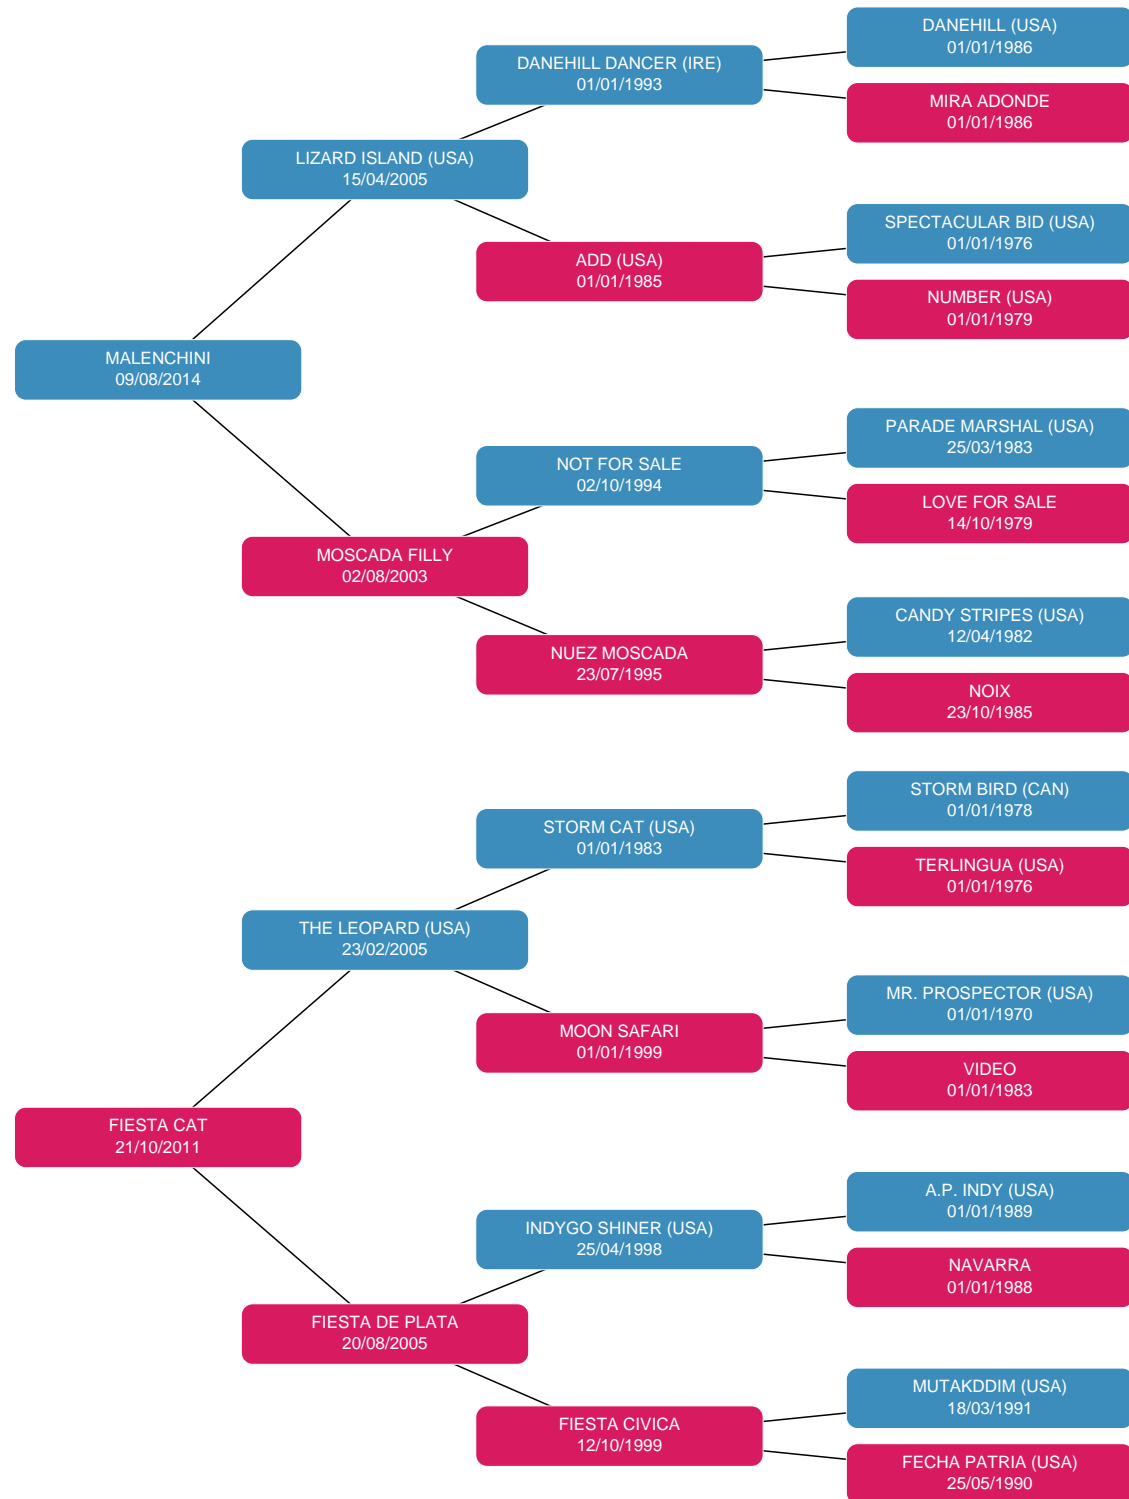 DANEHILL (USA)
01/01/1986
DANEHILL DANCER (IRE)
01/01/1993
MIRA ADONDE
01/01/1986
LIZARD ISLAND (USA)
15/04/2005
SPECTACULAR BID (USA)
01/01/1976
ADD (USA)
01/01/1985
NUMBER (USA)
01/01/1979
MALENCHINI
09/08/2014
PARADE MARSHAL (USA)
25/03/1983
NOT FOR SALE
02/10/1994
LOVE FOR SALE
14/10/1979
MOSCADA FILLY
02/08/2003
CANDY STRIPES (USA)
12/04/1982
NUEZ MOSCADA
23/07/1995
NOIX
23/10/1985
STORM BIRD (CAN)
01/01/1978
STORM CAT (USA)
01/01/1983
TERLINGUA (USA)
01/01/1976
THE LEOPARD (USA)
23/02/2005
MR. PROSPECTOR (USA)
01/01/1970
MOON SAFARI
01/01/1999
VIDEO
01/01/1983
FIESTA CAT
21/10/2011
A.P. INDY (USA)
01/01/1989
INDYGO SHINER (USA)
25/04/1998
NAVARRA
01/01/1988
FIESTA DE PLATA
20/08/2005
MUTAKDDIM (USA)
18/03/1991
FIESTA CIVICA
12/10/1999
FECHA PATRIA (USA)
25/05/1990